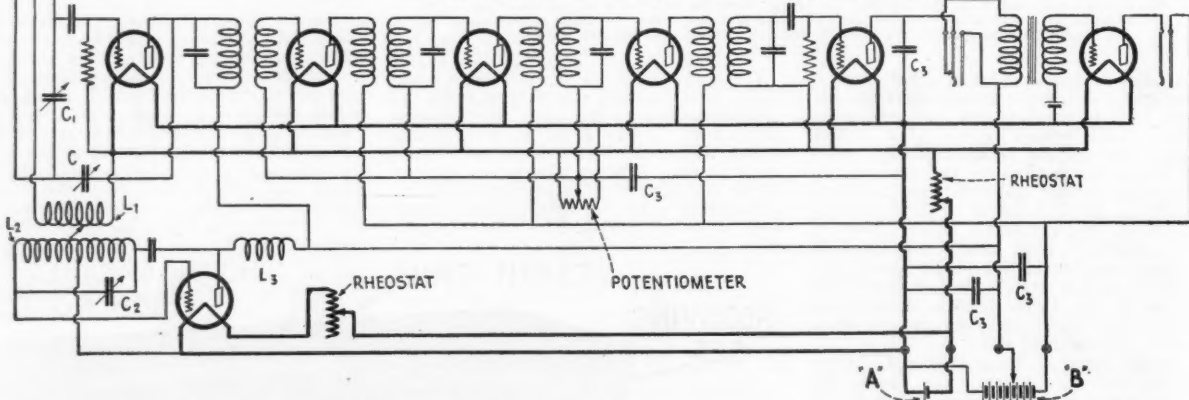 C₃
C₁
C
C₃
RHEOSTAT
L₁
L₂
L₃
RHEOSTAT
POTENTIOMETER
C₃
C₂
C₃
"A"
"B"